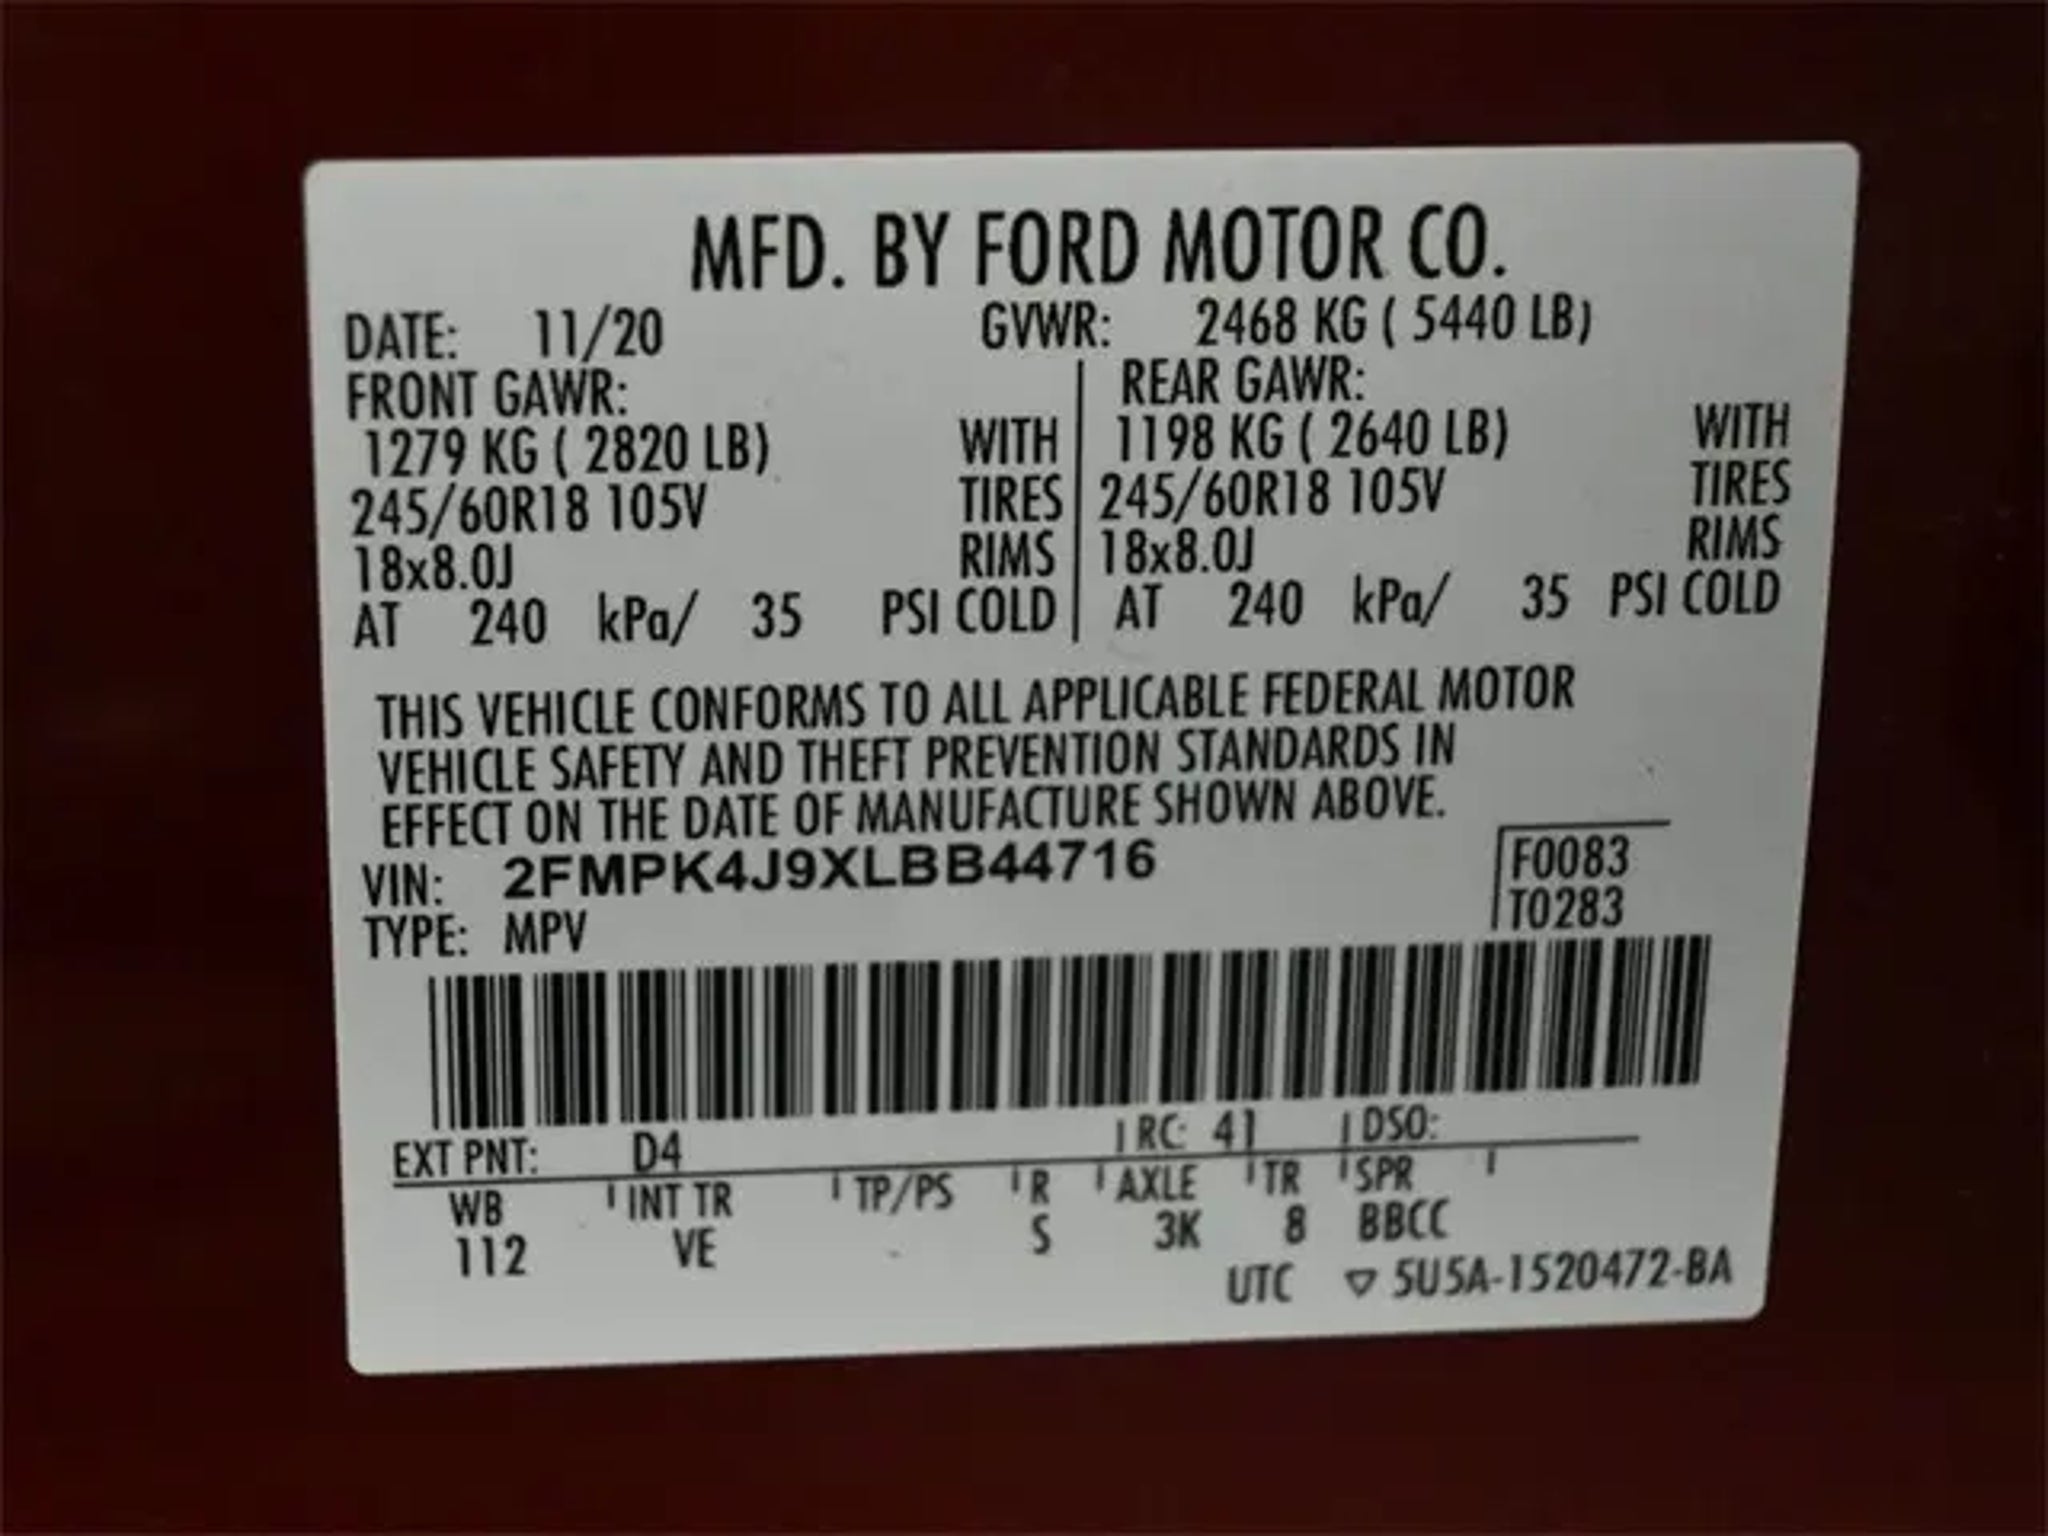 MFD. BY FORD MOTOR CO.
DATE: 11/20 GVWR: 2468 KG ( 5440 LB)
FRONT GAWR: REAR GAWR:
1279 KG ( 2820 LB) WITH 1198 KG ( 2640 LB) WITH
245/60R18 105V TIRES 245/60R18 105V TIRES
18x8.0J RIMS 18x8.0J RIMS
AT 240 kPa/ 35 PSI COLD AT 240 kPa/ 35 PSI COLD
THIS VEHICLE CONFORMS TO ALL APPLICABLE FEDERAL MOTOR
VEHICLE SAFETY AND THEFT PREVENTION STANDARDS IN
EFFECT ON THE DATE OF MANUFACTURE SHOWN ABOVE.
VIN: 2FMPK4J9XLBB44716 F0083
TYPE: MPV T0283
EXT PNT: D4 RC: 41 DSO:
WB INT TR TP/PS R AXLE TR SPR
112 VE S 3K 8 BBCC
UTC ▽ 5U5A-1520472-BA